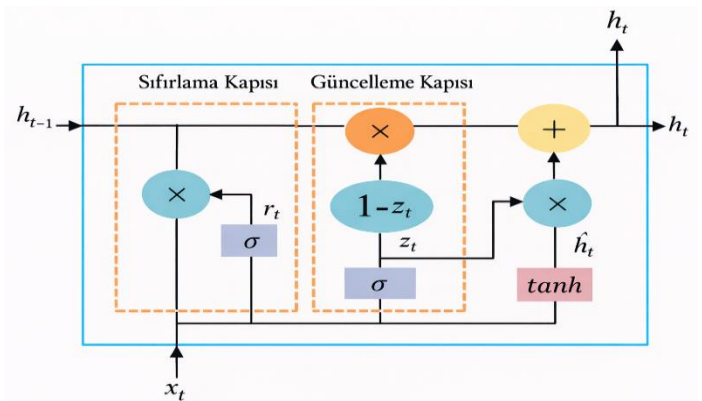 h_t
Sıfırlama Kapısı Güncelleme Kapısı
h_{t-1} × + h_t
× r_t 1-z_t ×
σ z_t ĥ_t
σ tanh
x_t